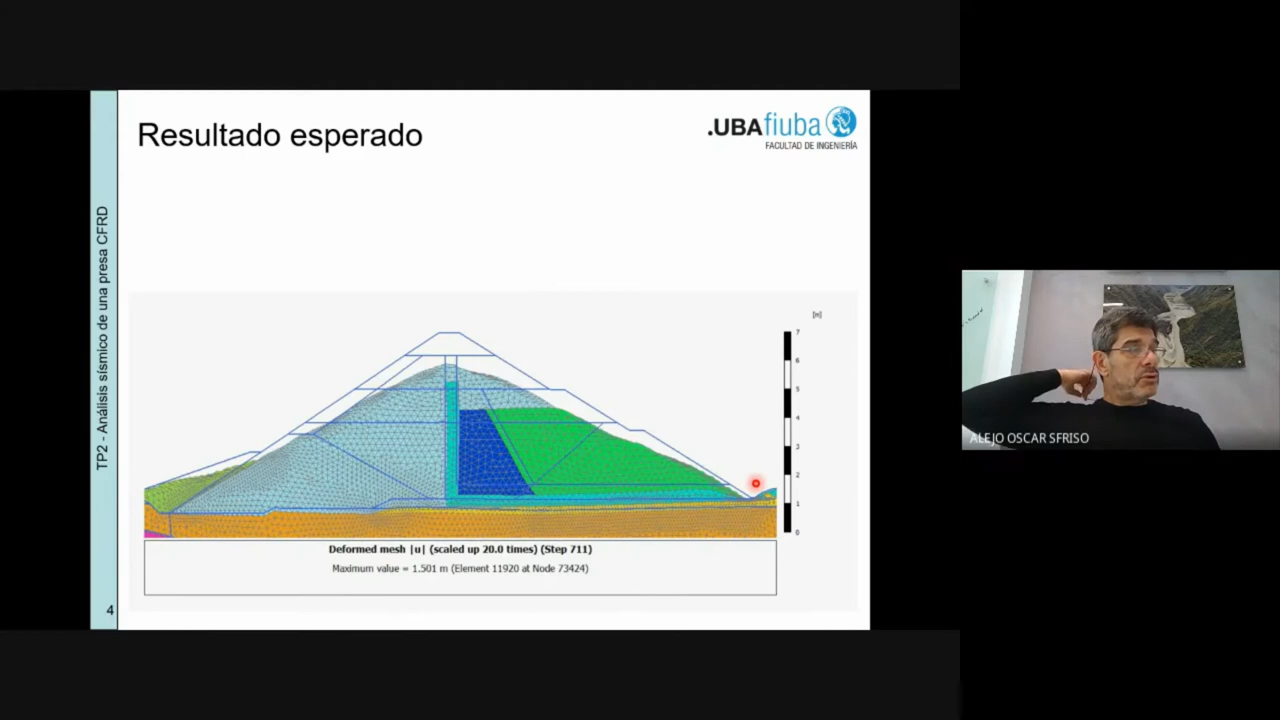 Resultado esperado
.UBAfiuba
FACULTAD DE INGENIERÍA
TP2 - Análisis sísmico de una presa CFRD
[m]
7
6
5
4
3
2
1
0
Deformed mesh |u| (scaled up 20.0 times) (Step 711)
Maximum value = 1.501 m (Element 11920 at Node 73424)
4
ALEJO OSCAR SFRISO